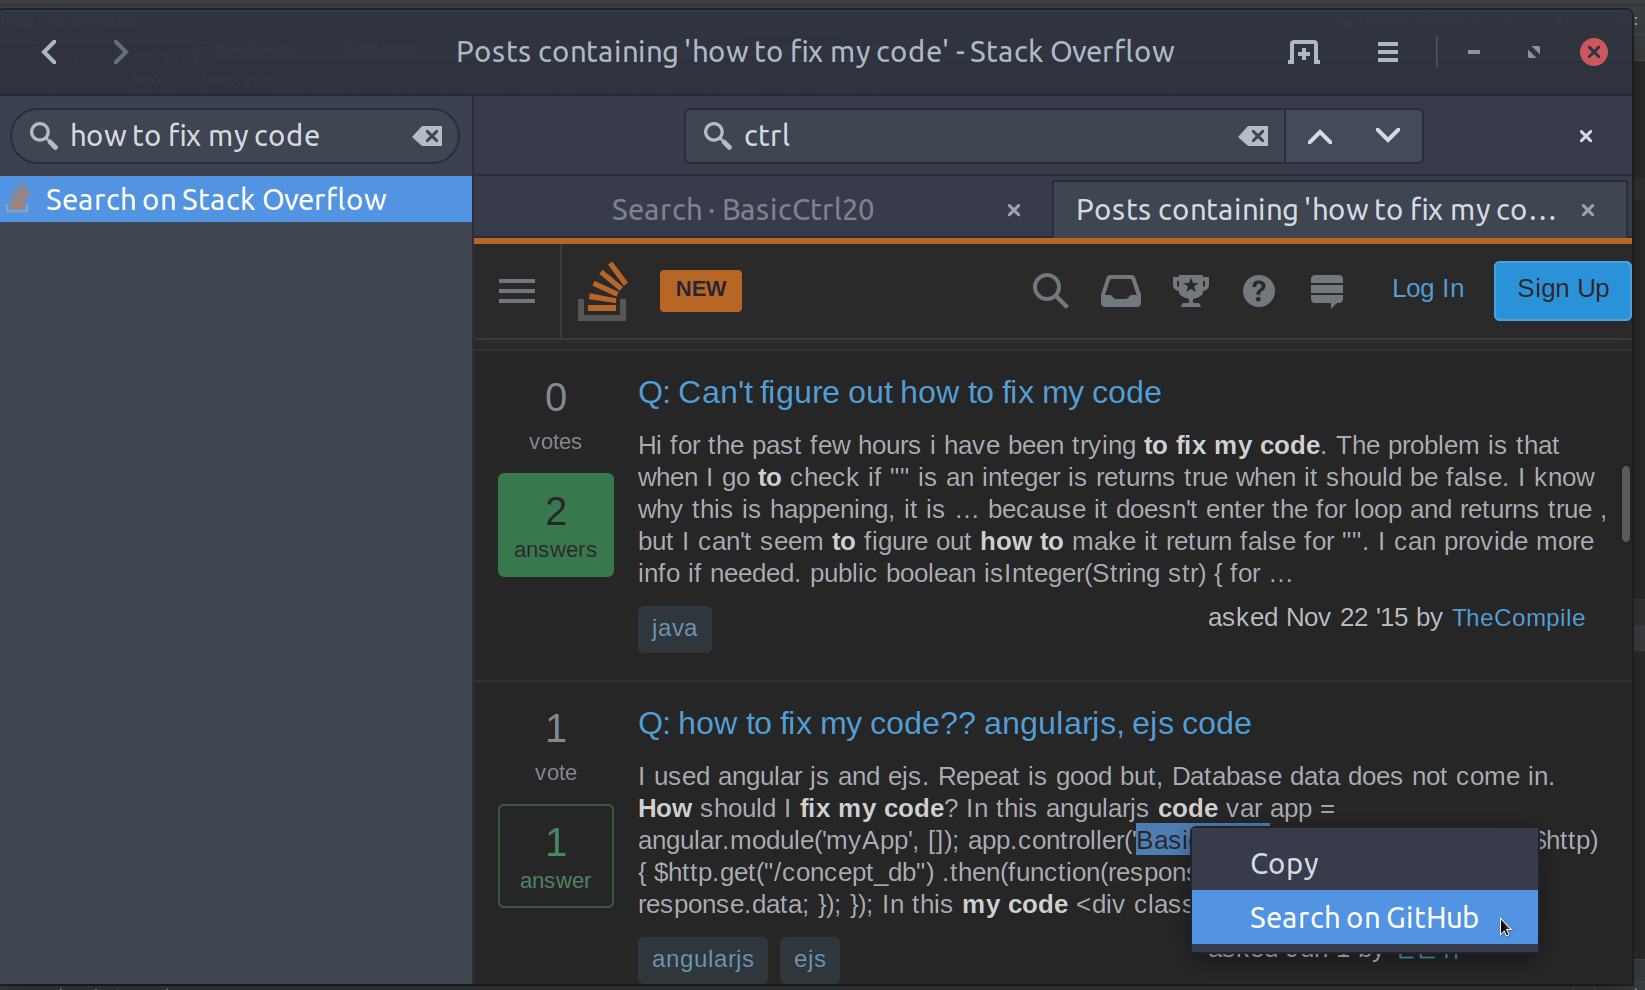 Posts containing 'how to fix my code' - Stack Overflow
how to fix my code
ctrl
Search on Stack Overflow
Search · BasicCtrl20
Posts containing 'how to fix my co…
NEW
Log In
Sign Up
0
votes
2
answers
Q: Can't figure out how to fix my code
Hi for the past few hours i have been trying to fix my code. The problem is that
when I go to check if "" is an integer is returns true when it should be false. I know
why this is happening, it is … because it doesn't enter the for loop and returns true ,
but I can't seem to figure out how to make it return false for "". I can provide more
info if needed. public boolean isInteger(String str) { for …
java
asked Nov 22 '15 by TheCompile
1
vote
1
answer
Q: how to fix my code?? angularjs, ejs code
I used angular js and ejs. Repeat is good but, Database data does not come in.
How should I fix my code? In this angularjs code var app =
angular.module('myApp', []); app.controller('Basi $http)
{ $http.get("/concept_db") .then(function(respons
response.data; }); }); In this my code <div class
angularjs
ejs
Copy
Search on GitHub